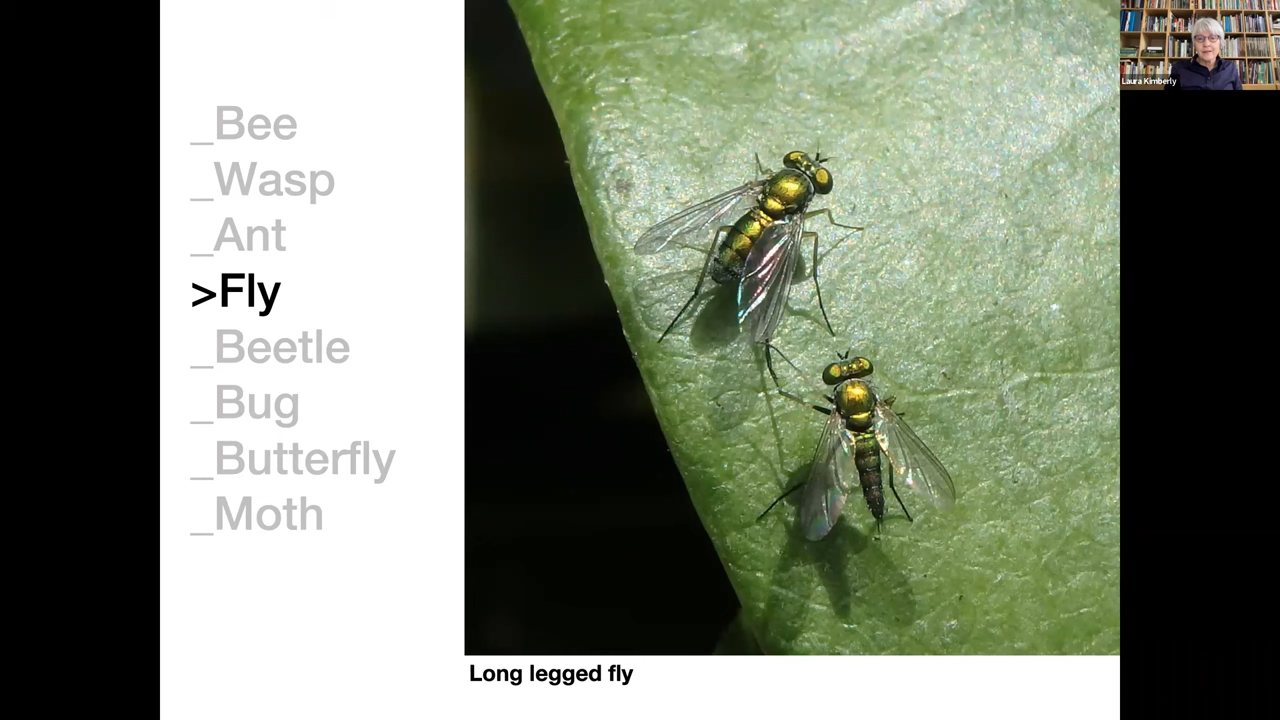 _Bee
_Wasp
_Ant
>Fly
_Beetle
_Bug
_Butterfly
_Moth
Long legged fly
Laura Kimberly